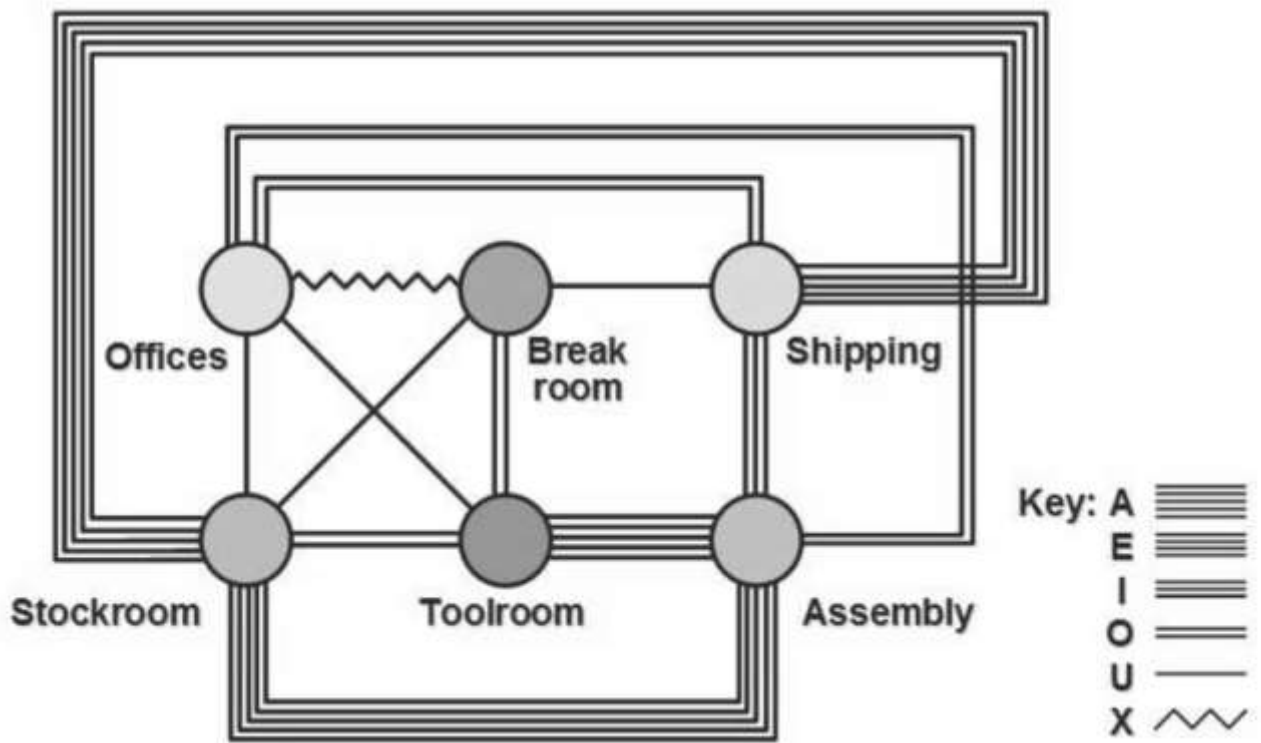 Offices
Break
room
Shipping
Stockroom
Toolroom
Assembly
Key: A
E
I
O
U
X